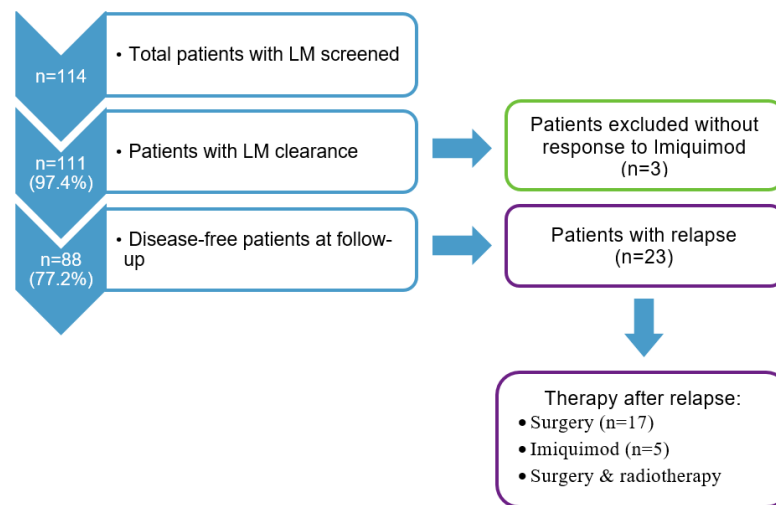 n=114
• Total patients with LM screened
n=111
(97.4%)
• Patients with LM clearance
Patients excluded without
response to Imiquimod
(n=3)
n=88
(77.2%)
• Disease-free patients at follow-
up
Patients with relapse
(n=23)
Therapy after relapse:
• Surgery (n=17)
• Imiquimod (n=5)
• Surgery & radiotherapy